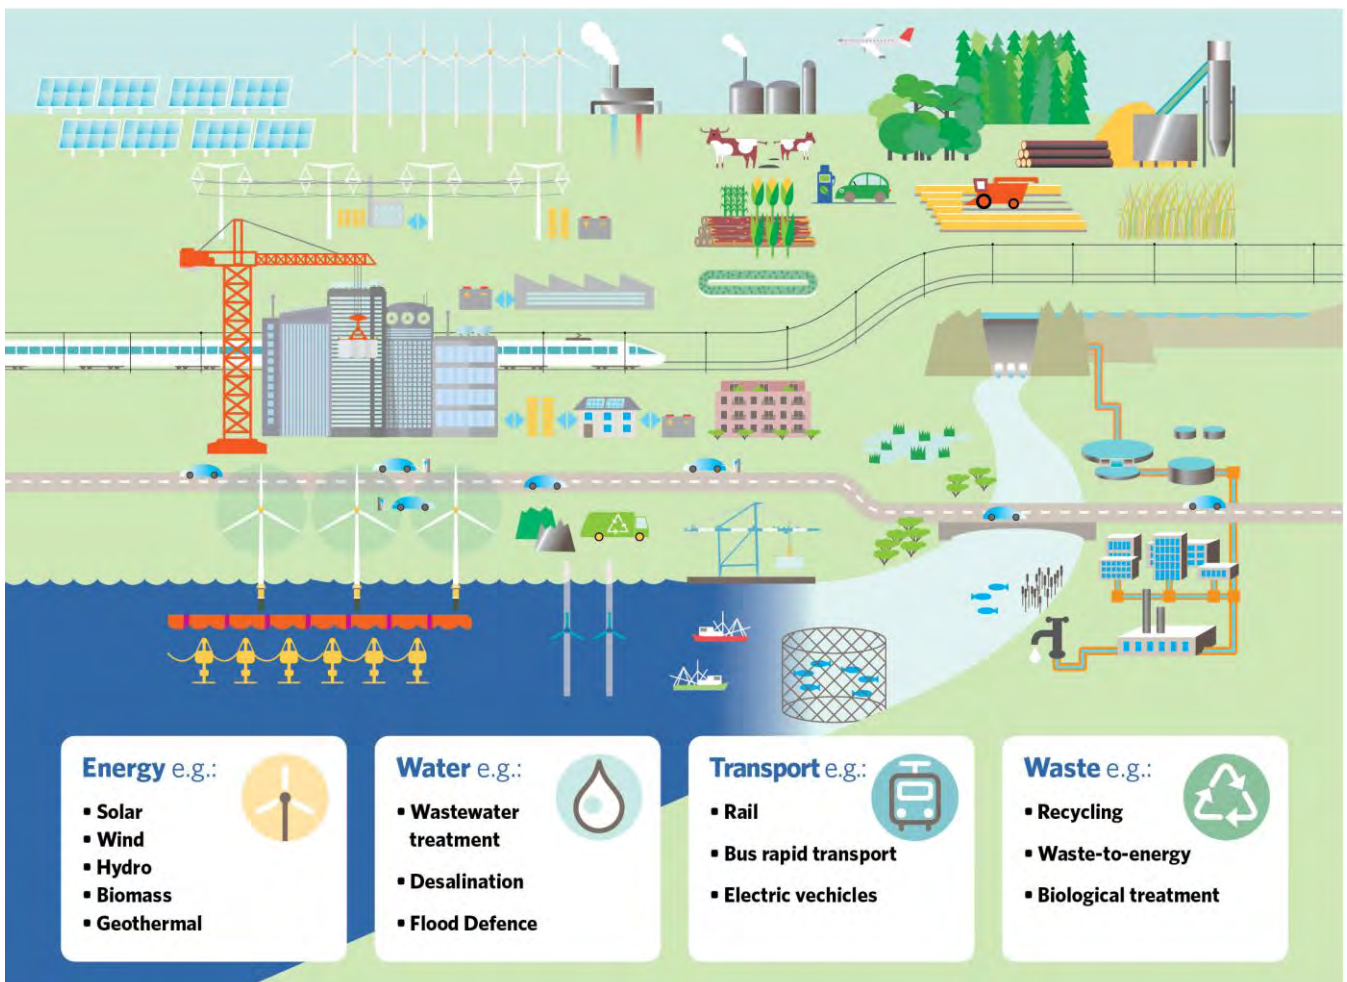 Energy e.g.:
▪ Solar
▪ Wind
▪ Hydro
▪ Biomass
▪ Geothermal
Water e.g.:
▪ Wastewater
treatment
▪ Desalination
▪ Flood Defence
Transport e.g.:
▪ Rail
▪ Bus rapid transport
▪ Electric vechicles
Waste e.g.:
▪ Recycling
▪ Waste-to-energy
▪ Biological treatment